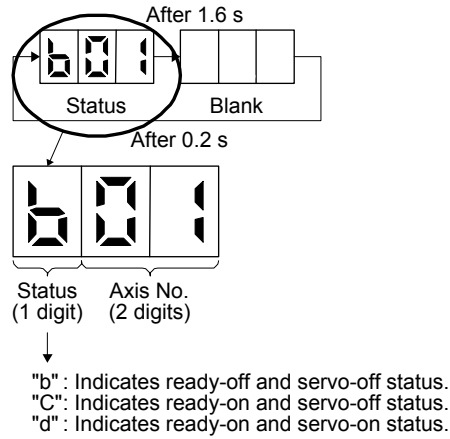 After 1.6 s
b01
Status
Blank
After 0.2 s
b01
Status Axis No.
(1 digit) (2 digits)
"b" : Indicates ready-off and servo-off status.
"C": Indicates ready-on and servo-off status.
"d" : Indicates ready-on and servo-on status.